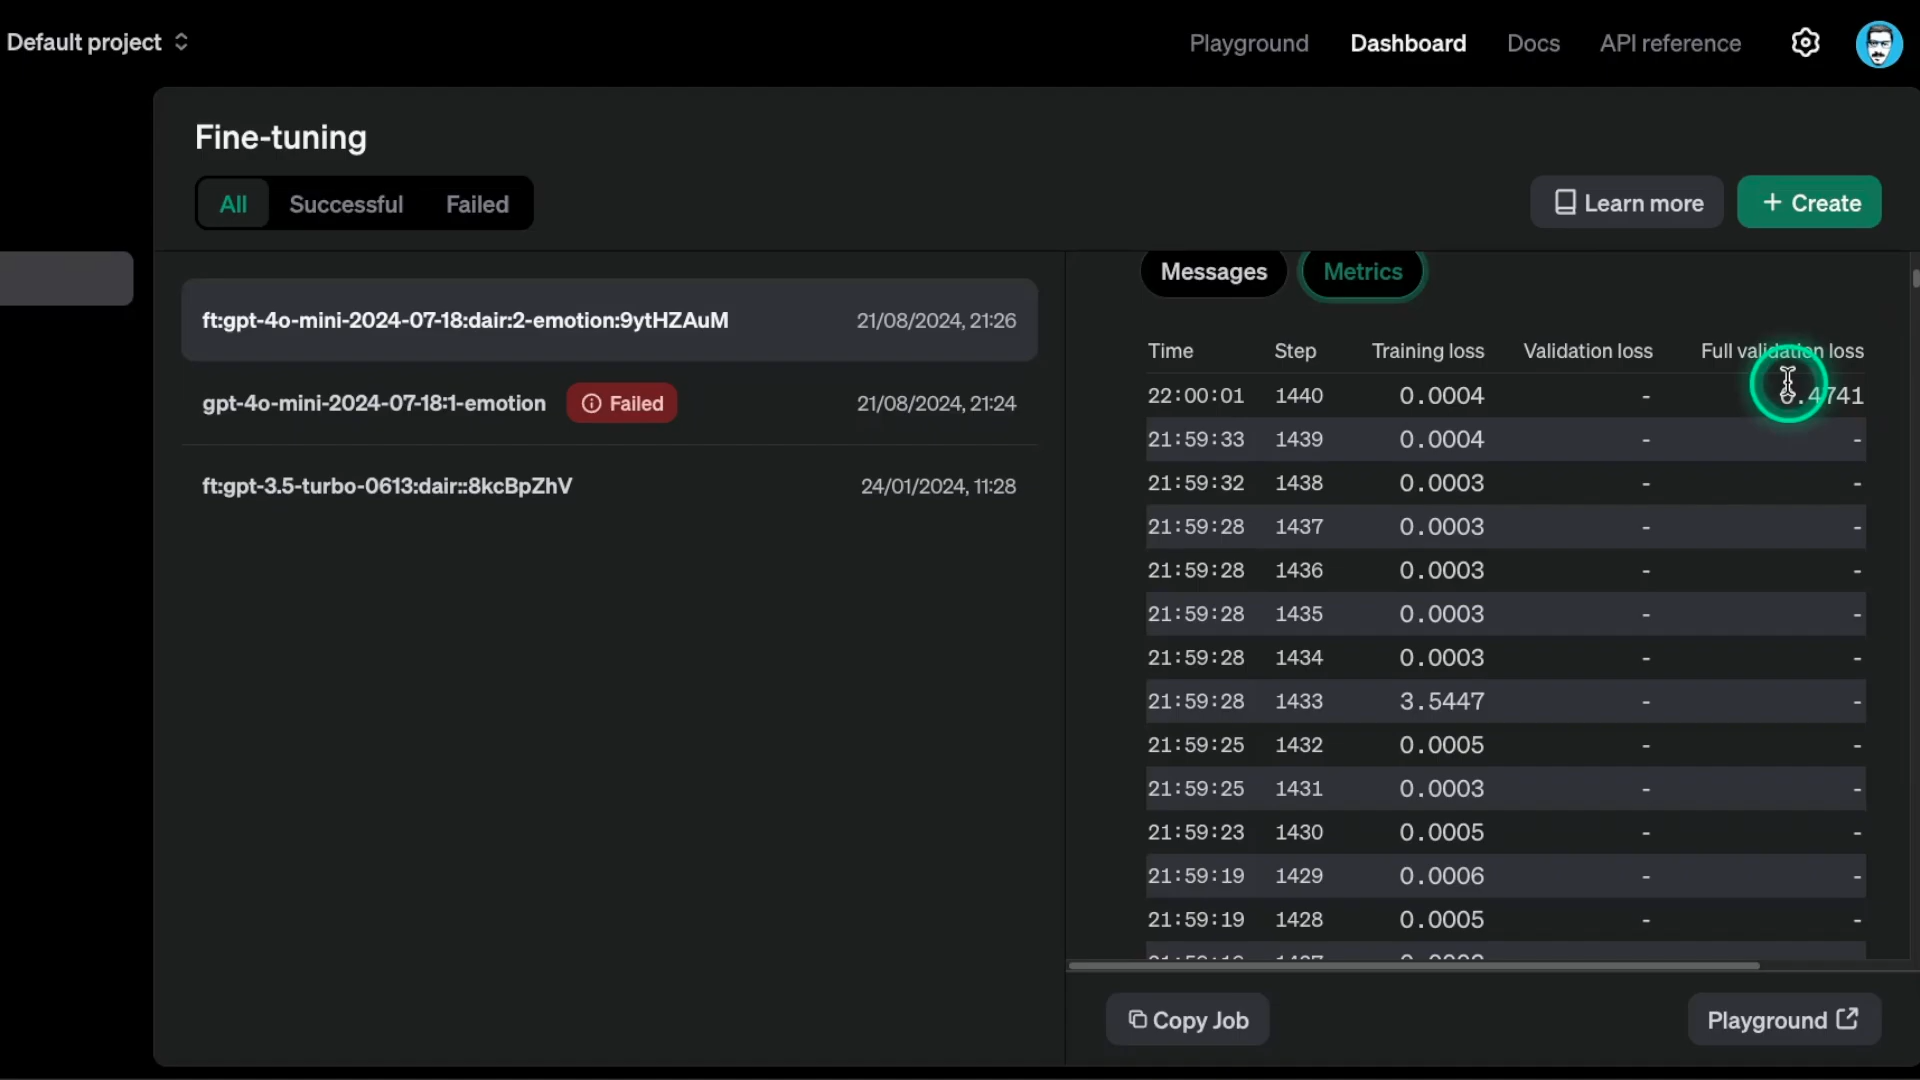 Default project
Playground
Dashboard
Docs
API reference
Fine-tuning
All
Successful
Failed
Learn more
+ Create
ft:gpt-4o-mini-2024-07-18:dair:2-emotion:9ytHZAuM 21/08/2024, 21:26
gpt-4o-mini-2024-07-18:1-emotion Failed 21/08/2024, 21:24
ft:gpt-3.5-turbo-0613:dair::8kcBpZhV 24/01/2024, 11:28
Messages
Metrics
Time Step Training loss Validation loss Full validation loss
22:00:01 1440 0.0004 - 0.4741
21:59:33 1439 0.0004 - -
21:59:32 1438 0.0003 - -
21:59:28 1437 0.0003 - -
21:59:28 1436 0.0003 - -
21:59:28 1435 0.0003 - -
21:59:28 1434 0.0003 - -
21:59:28 1433 3.5447 - -
21:59:25 1432 0.0005 - -
21:59:25 1431 0.0003 - -
21:59:23 1430 0.0005 - -
21:59:19 1429 0.0006 - -
21:59:19 1428 0.0005 - -
Copy Job
Playground